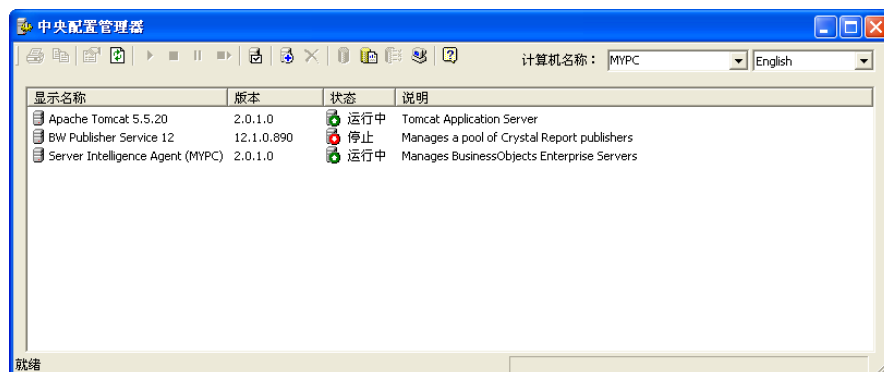 中央配置管理器
计算机名称： MYPC English
显示名称 版本 状态 说明
Apache Tomcat 5.5.20 2.0.1.0 运行中 Tomcat Application Server
BW Publisher Service 12 12.1.0.890 停止 Manages a pool of Crystal Report publishers
Server Intelligence Agent (MYPC) 2.0.1.0 运行中 Manages BusinessObjects Enterprise Servers
就绪